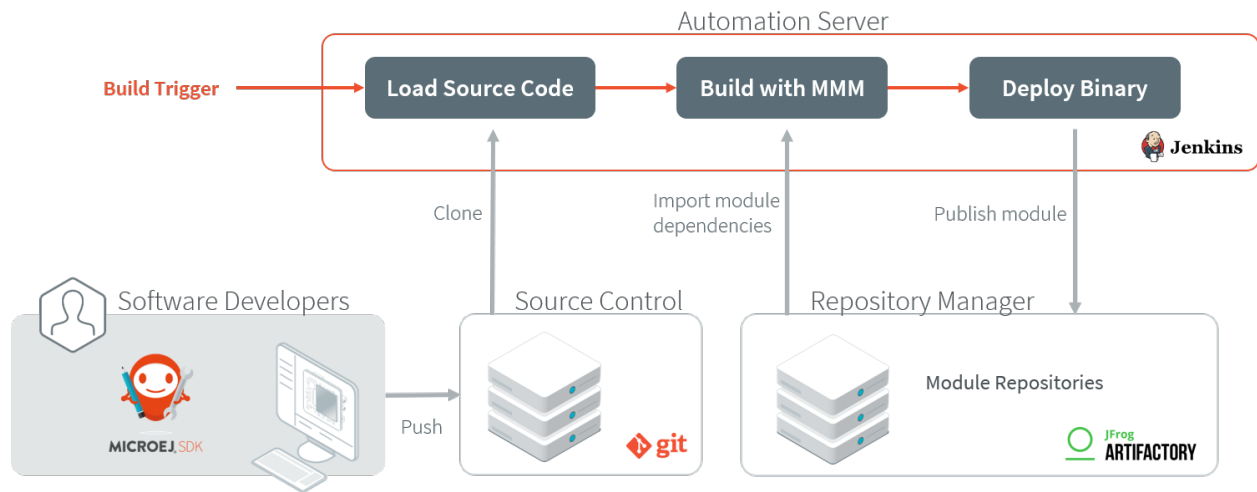 Automation Server
Build Trigger
Load Source Code
Build with MMM
Deploy Binary
Jenkins
Clone
Import module
dependencies
Publish module
Software Developers
Source Control
Repository Manager
MICROEJ SDK
Push
git
Module Repositories
JFrog
ARTIFACTORY